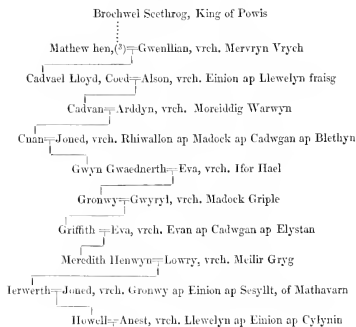 Brochwel Scethrog, King of Powis
Mathew hen,(³)=Gwenllian, vrch. Mervryn Vrych
Cadvael Lloyd, Coed=Alson, vrch. Einion ap Llewelyn fraisg
Cadvan=Arddyn, vrch. Moreiddig Warwyn
Cuan=Joned, vrch. Rhiwallon ap Madock ap Cadwgan ap Blethyn
Gwyn Gwaednerth=Eva, vrch. Ifor Hael
Gronwy=Gwyryl, vrch. Madock Griple
Griffith=Eva, vrch. Evan ap Cadwgan ap Elystan
Meredith Henwyn=Lowry, vrch. Meilir Gryg
Ierwerth=Joned, vrch. Gronwy ap Einion ap Sesyllt, of Mathavarn
Howell=Anest, vrch. Llewelyn ap Einion ap Cylynin